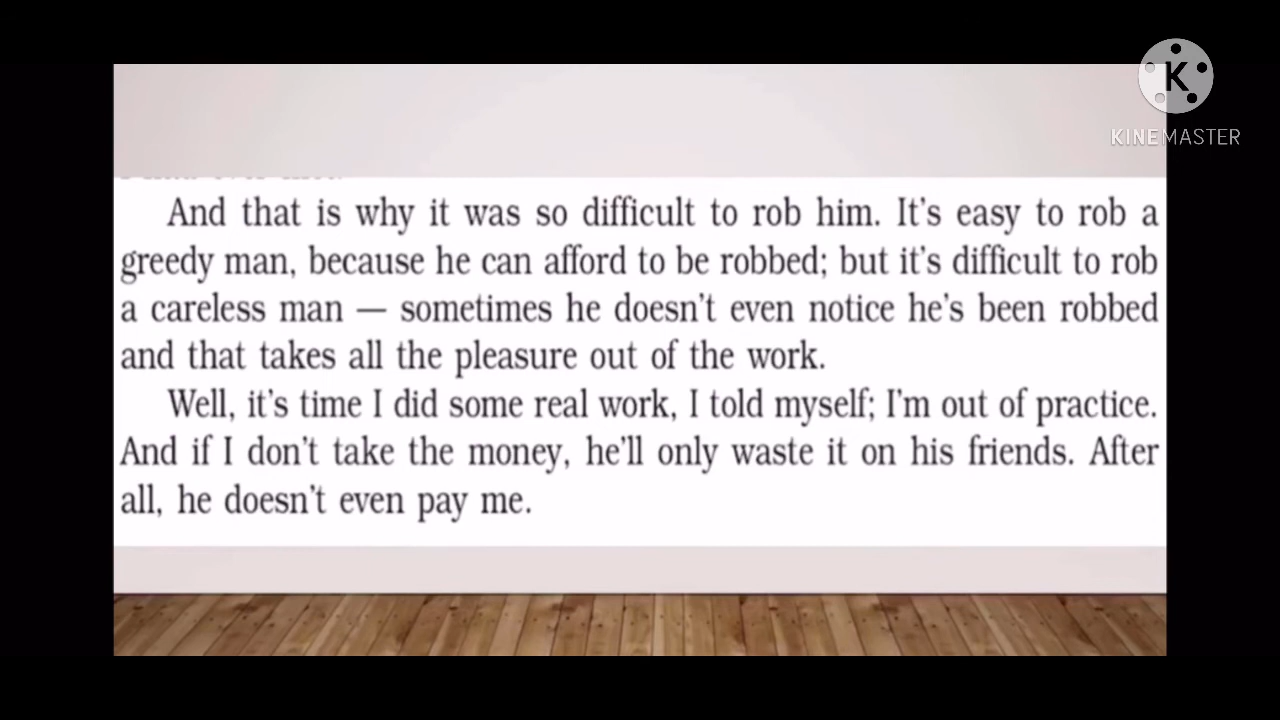 K
KINEMASTER
And that is why it was so difficult to rob him. It's easy to rob a
greedy man, because he can afford to be robbed; but it's difficult to rob
a careless man — sometimes he doesn't even notice he's been robbed
and that takes all the pleasure out of the work.
Well, it's time I did some real work, I told myself; I'm out of practice.
And if I don't take the money, he'll only waste it on his friends. After
all, he doesn't even pay me.